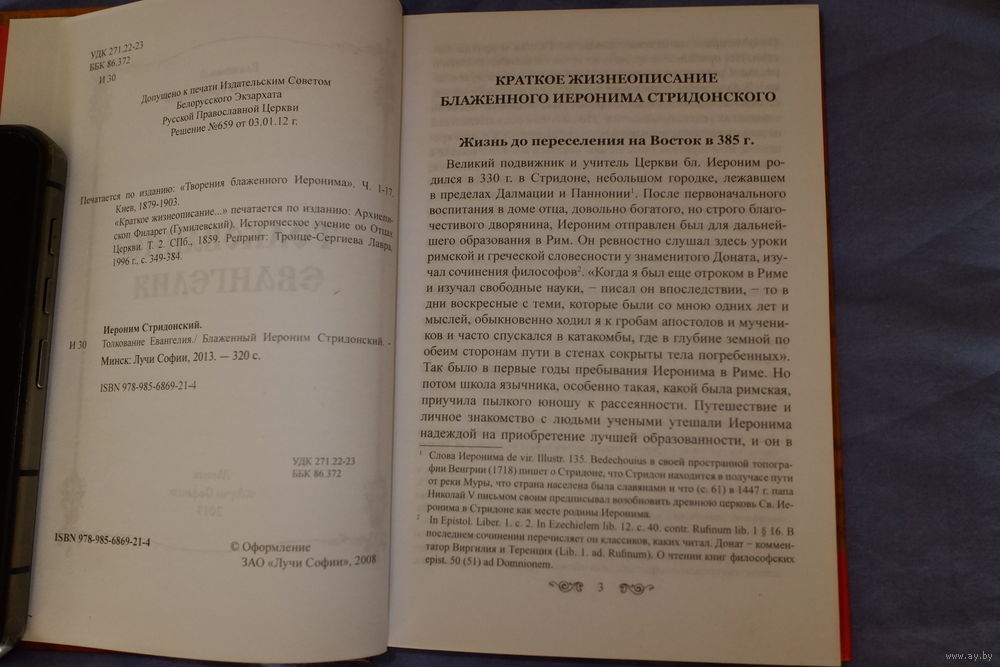 УДК 271.22-23
ББК 86.372
И 30
Допущено к печати Издательским Советом
Белорусского Экзархата
Русской Православной Церкви
Решение №659 от 03.01.12 г.
Печатается по изданию: «Творения блаженного Иеронима». Ч. 1-17.
Киев, 1879-1903.
«Краткое жизнеописание...» печатается по изданию: Архиепи-
скоп Филарет (Гумилевский). Историческое учение об Отцах
Церкви. Т. 2. СПб., 1859. Репринт: Троице-Сергиева Лавра,
1996 г., с. 349-384.
Иероним Стридонский.
И 30 Толкование Евангелия./ Блаженный Иероним Стридонский. -
Минск: Лучи Софии, 2013. — 320 с.
ISBN 978-985-6869-21-4
УДК 271.22-23
ББК 86.372
ISBN 978-985-6869-21-4
© Оформление
ЗАО «Лучи Софии», 2008
КРАТКОЕ ЖИЗНЕОПИСАНИЕ
БЛАЖЕННОГО ИЕРОНИМА СТРИДОНСКОГО
Жизнь до переселения на Восток в 385 г.
Великий подвижник и учитель Церкви бл. Иероним ро-
дился в 330 г. в Стридоне, небольшом городке, лежавшем
в пределах Далмации и Паннонии¹. После первоначального
воспитания в доме отца, довольно богатого, но строго благо-
честивого дворянина, Иероним отправлен был для дальней-
шего образования в Рим. Он ревностно слушал здесь уроки
римской и греческой словесности у знаменитого Доната, изу-
чал сочинения философов². «Когда я был еще отроком в Риме
и изучал свободные науки, – писал он впоследствии, – то в
дни воскресные с теми, которые были со мною одних лет и
мыслей, обыкновенно ходил я к гробам апостолов и мучени-
ков и часто спускался в катакомбы, где в глубине земной по
обеим сторонам пути в стенах сокрыты тела погребенных».
Так было в первые годы пребывания Иеронима в Риме. Но
потом школа язычника, особенно такая, какой была римская,
приучила пылкого юношу к рассеянности. Путешествие и
личное знакомство с людьми учеными утешали Иеронима
надеждой на приобретение лучшей образованности, и он в
¹ Слова Иеронима de vir. Illustr. 135. Bedechouius в своей пространной топогра-
фии Венгрии (1718) пишет о Стридоне, что Стридон находится в получасе пути
от реки Муры, что страна населена была славянами и что (с. 61) в 1447 г. папа
Николай V письмом своим предписывал возобновить древнюю церковь Св. Ие-
ронима в Стридоне как месте родины Иеронима.
² In Epistol. Liber. 1. c. 2. In Ezechielem lib. 12. c. 40. contr. Rufinum lib. 1 § 16. В
последнем сочинении перечисляет он классиков, каких читал. Донат – коммен-
татор Виргилия и Теренция (Lib. 1. ad. Rufinum). О чтении книг философских
epist. 50 (51) ad Domnionem.
3
www.ay.by